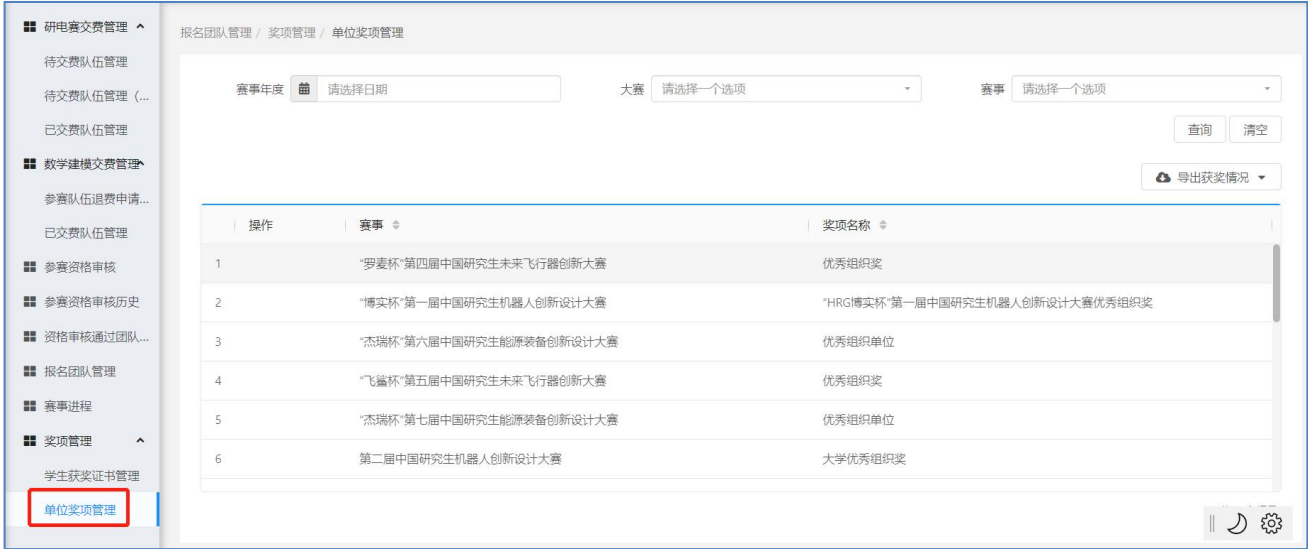 研电赛交费管理
待交费队伍管理
待交费队伍管理（...
已交费队伍管理
数学建模交费管理
参赛队伍退费申请...
已交费队伍管理
参赛资格审核
参赛资格审核历史
资格审核通过团队...
报名团队管理
赛事进程
奖项管理
学生获奖证书管理
单位奖项管理
报名团队管理 / 奖项管理 / 单位奖项管理
赛事年度 请选择日期 大赛 请选择一个选项 赛事 请选择一个选项
查询 清空
导出获奖情况
操作 赛事 奖项名称
1 “罗麦杯”第四届中国研究生未来飞行器创新大赛 优秀组织奖
2 “博实杯”第一届中国研究生机器人创新设计大赛 “HRG博实杯”第一届中国研究生机器人创新设计大赛优秀组织奖
3 “杰瑞杯”第六届中国研究生能源装备创新设计大赛 优秀组织单位
4 “飞鲨杯”第五届中国研究生未来飞行器创新大赛 优秀组织奖
5 “杰瑞杯”第七届中国研究生能源装备创新设计大赛 优秀组织单位
6 第二届中国研究生机器人创新设计大赛 大学优秀组织奖